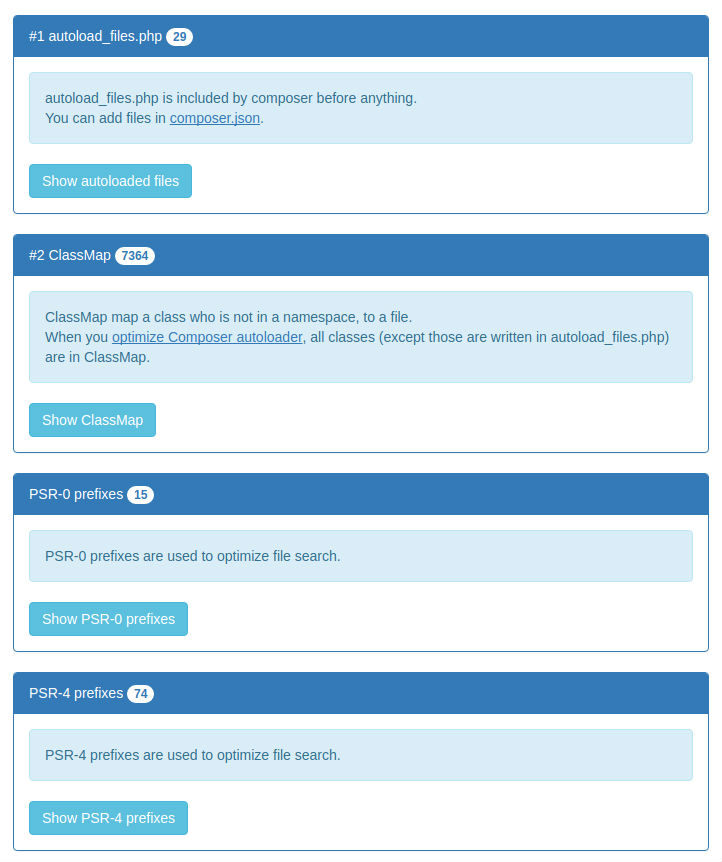 #1 autoload_files.php 29
autoload_files.php is included by composer before anything.
You can add files in composer.json.
Show autoloaded files
#2 ClassMap 7364
ClassMap map a class who is not in a namespace, to a file.
When you optimize Composer autoloader, all classes (except those are written in autoload_files.php)
are in ClassMap.
Show ClassMap
PSR-0 prefixes 15
PSR-0 prefixes are used to optimize file search.
Show PSR-0 prefixes
PSR-4 prefixes 74
PSR-4 prefixes are used to optimize file search.
Show PSR-4 prefixes